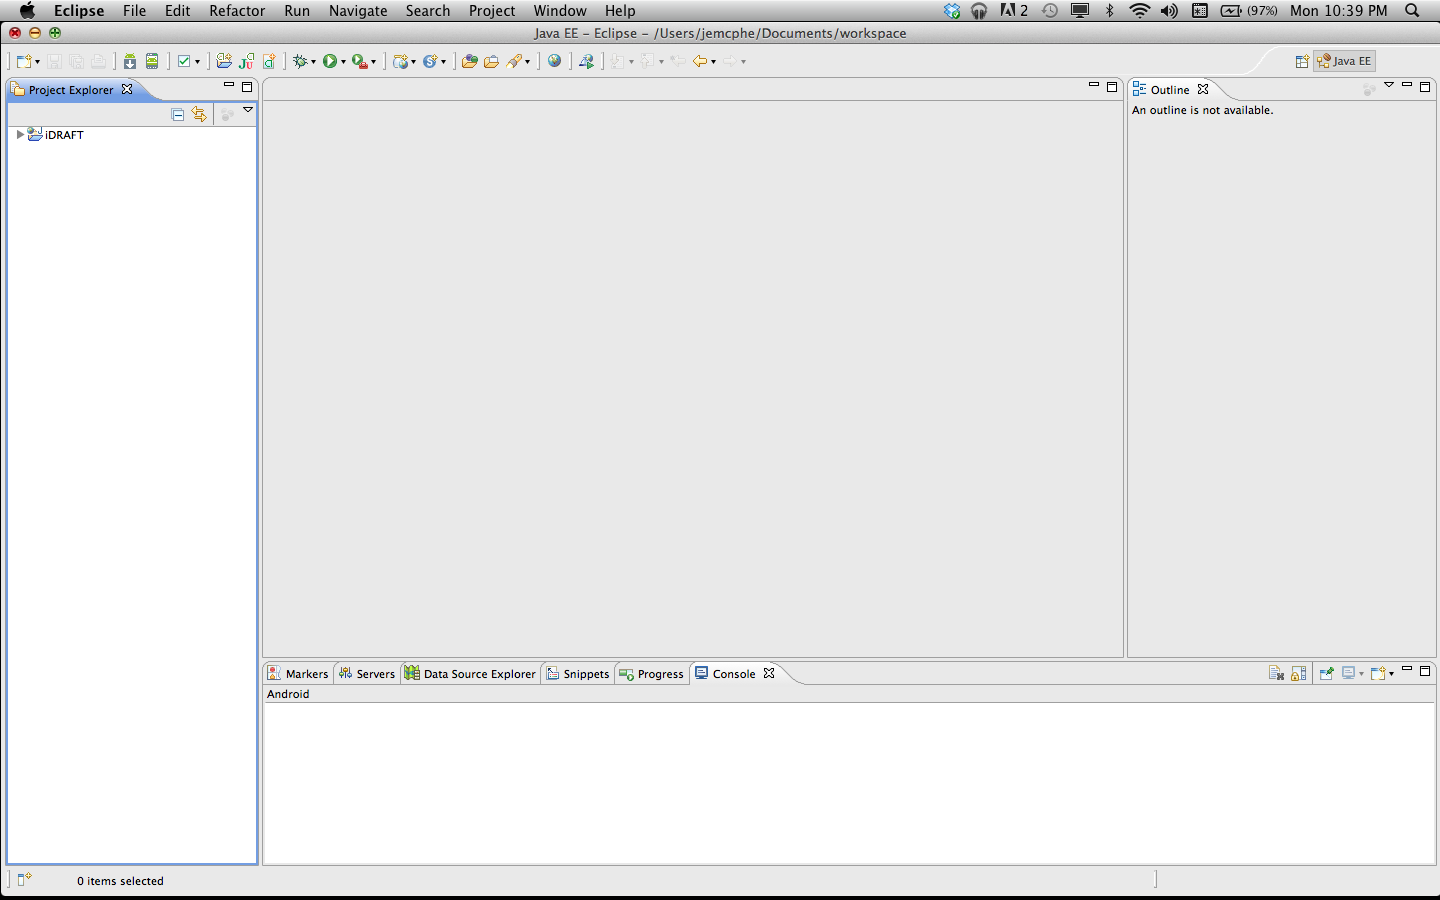 Eclipse File Edit Refactor Run Navigate Search Project Window Help 2 (97%) Mon 10:39 PM
Java EE – Eclipse – /Users/jemcphe/Documents/workspace
Java EE
Project Explorer
Outline
An outline is not available.
iDRAFT
Markers Servers Data Source Explorer Snippets Progress Console
Android
0 items selected